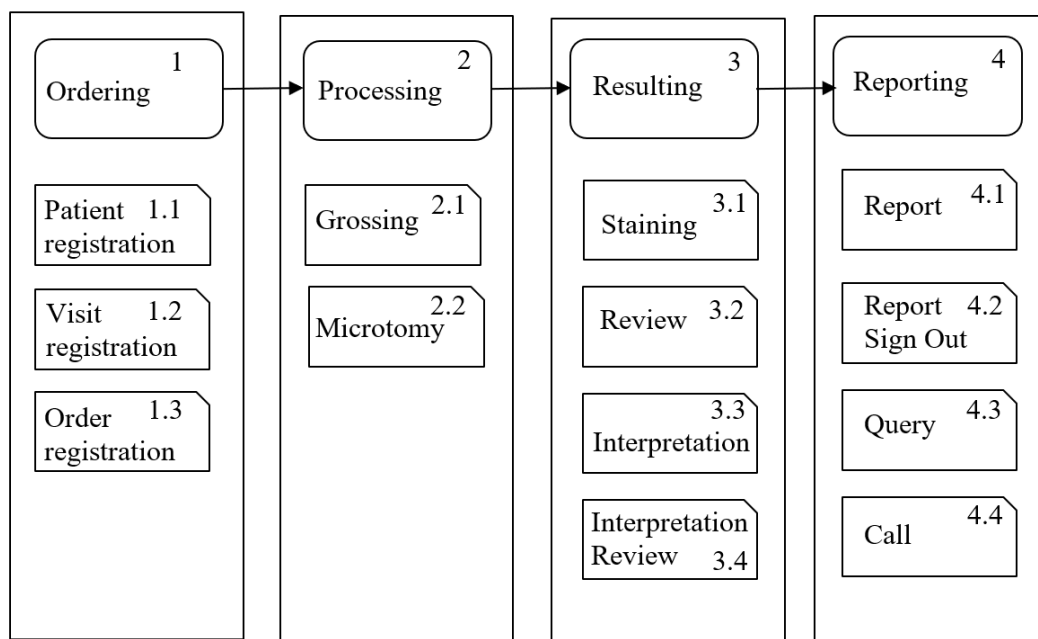 1
Ordering
2
Processing
3
Resulting
4
Reporting
Patient 1.1
registration
Visit 1.2
registration
Order 1.3
registration
2.1
Grossing
2.2
Microtomy
3.1
Staining
Review 3.2
3.3
Interpretation
Interpretation
Review 3.4
Report 4.1
Report 4.2
Sign Out
Query 4.3
4.4
Call